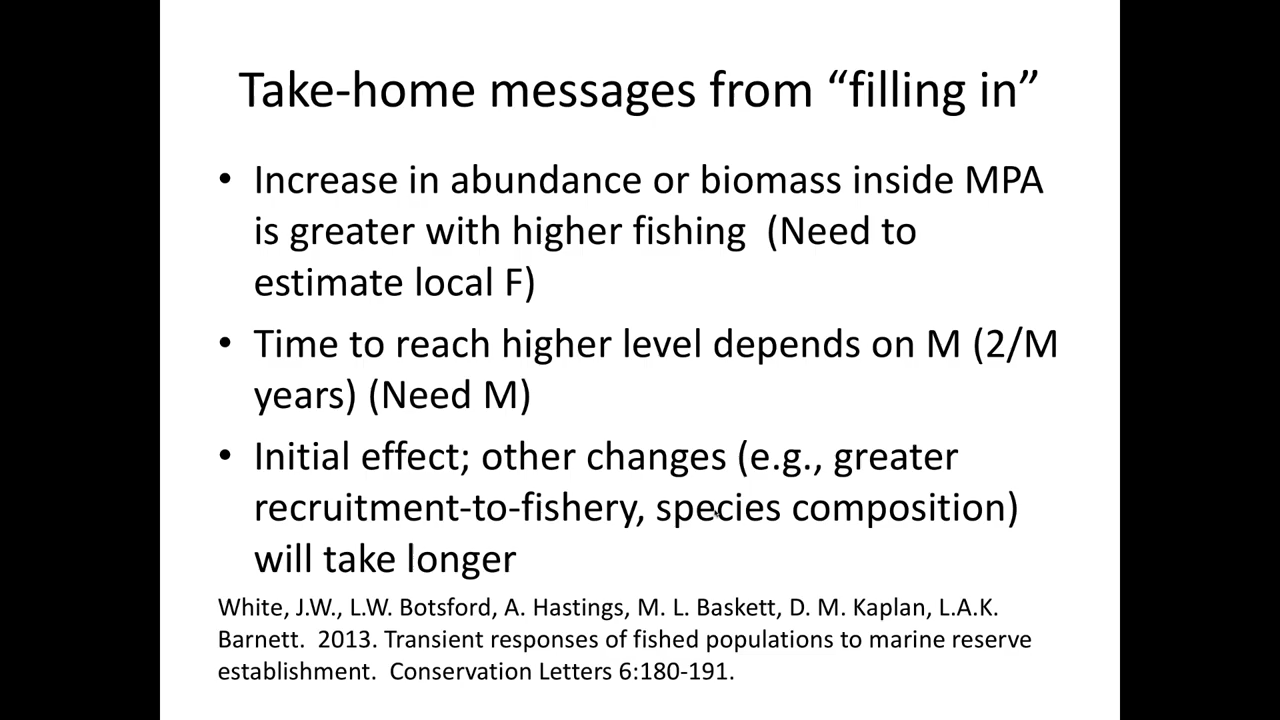 Take-home messages from “filling in”
• Increase in abundance or biomass inside MPA
is greater with higher fishing  (Need to
estimate local F)
• Time to reach higher level depends on M (2/M
years) (Need M)
• Initial effect; other changes (e.g., greater
recruitment-to-fishery, species composition)
will take longer
White, J.W., L.W. Botsford, A. Hastings, M. L. Baskett, D. M. Kaplan, L.A.K.
Barnett.  2013. Transient responses of fished populations to marine reserve
establishment.  Conservation Letters 6:180-191.